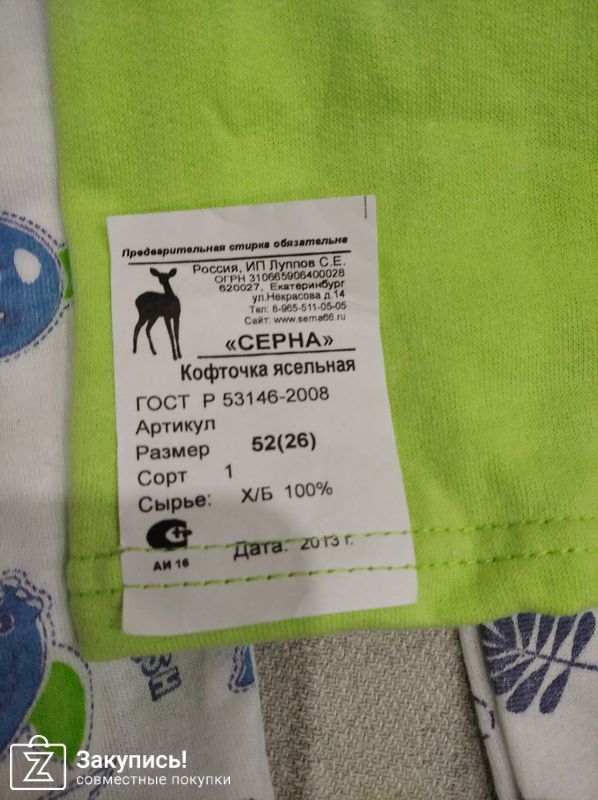 Предварительная стирка обязательна
Россия, ИП Луппов С.Е.
ОГРН 310665906400028
620027, Екатеринбург
ул.Некрасова д.14
Тел: 8-965-511-05-05
Сайт: www.serna66.ru
«СЕРНА»
Кофточка ясельная
ГОСТ Р 53146-2008
Артикул
Размер 52(26)
Сорт 1
Сырье: Х/Б 100%
АИ 16
Дата: 2013 г.
Закупись!
совместные покупки